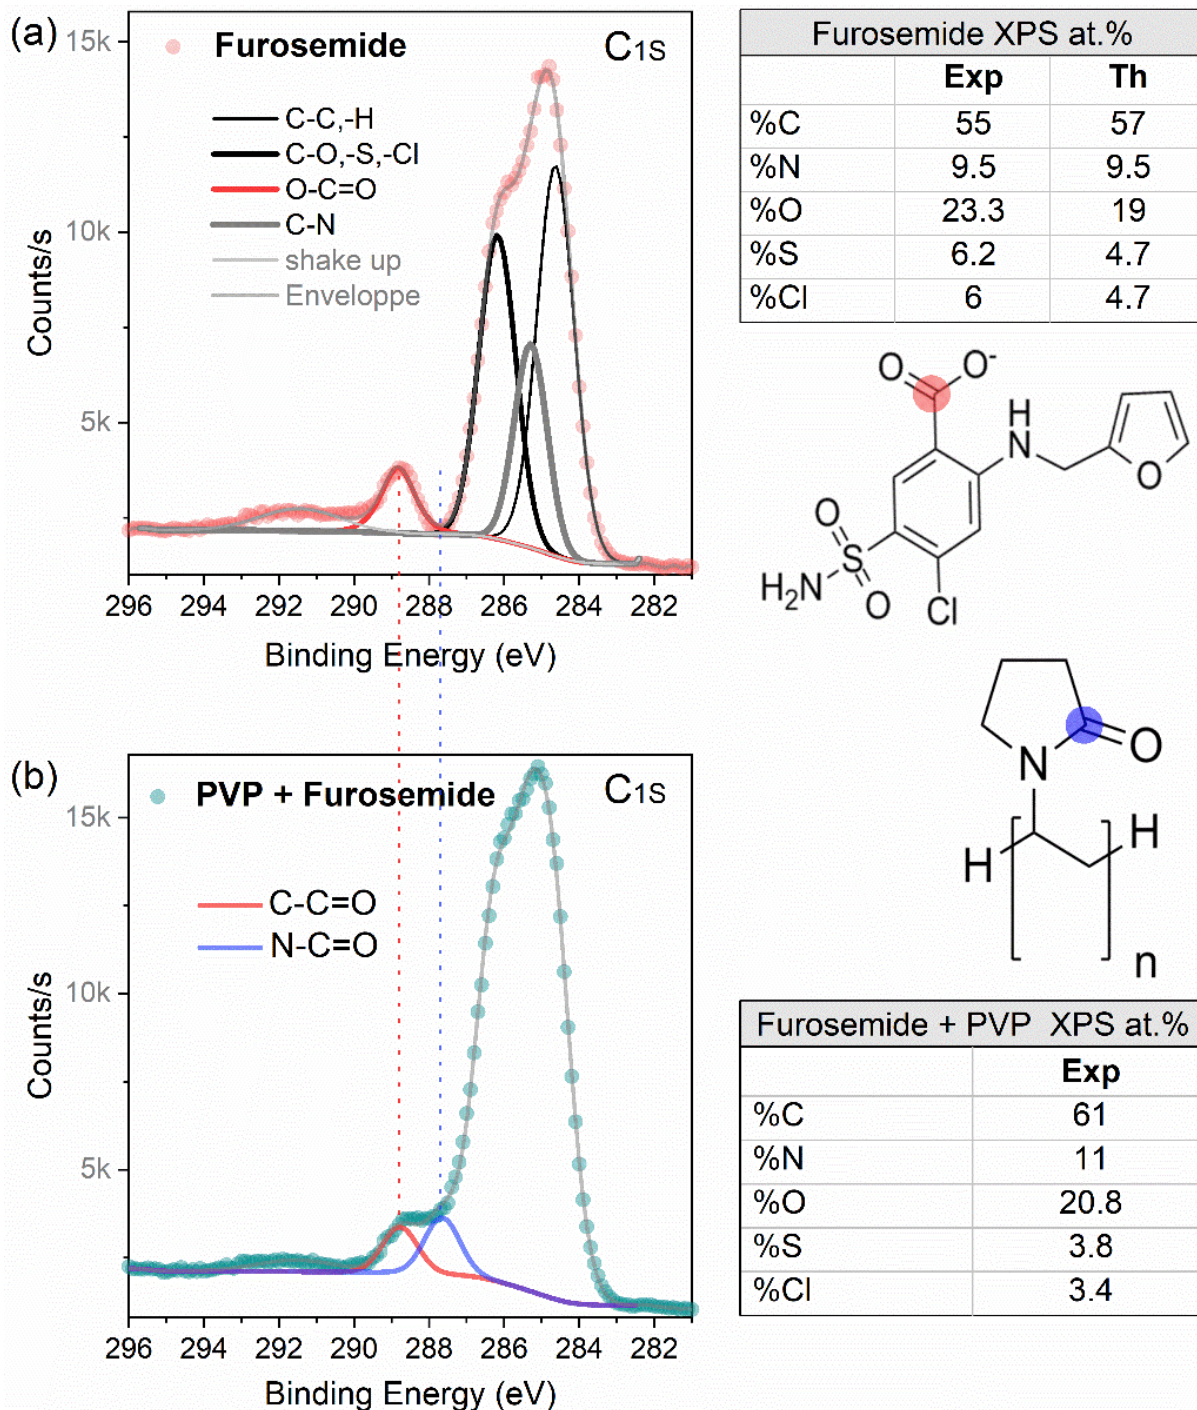 (a)
Furosemide
C1S
C-C,-H
C-O,-S,-Cl
O-C=O
C-N
shake up
Enveloppe
15k
10k
5k
Counts/s
296 294 292 290 288 286 284 282
Binding Energy (eV)
Furosemide XPS at.%
Exp Th
%C 55 57
%N 9.5 9.5
%O 23.3 19
%S 6.2 4.7
%Cl 6 4.7
O O-
H
N
O
O
S
H2N O
Cl
N O
H H
n
(b)
PVP + Furosemide
C1S
C-C=O
N-C=O
15k
10k
5k
Counts/s
296 294 292 290 288 286 284 282
Binding Energy (eV)
Furosemide + PVP XPS at.%
Exp
%C 61
%N 11
%O 20.8
%S 3.8
%Cl 3.4